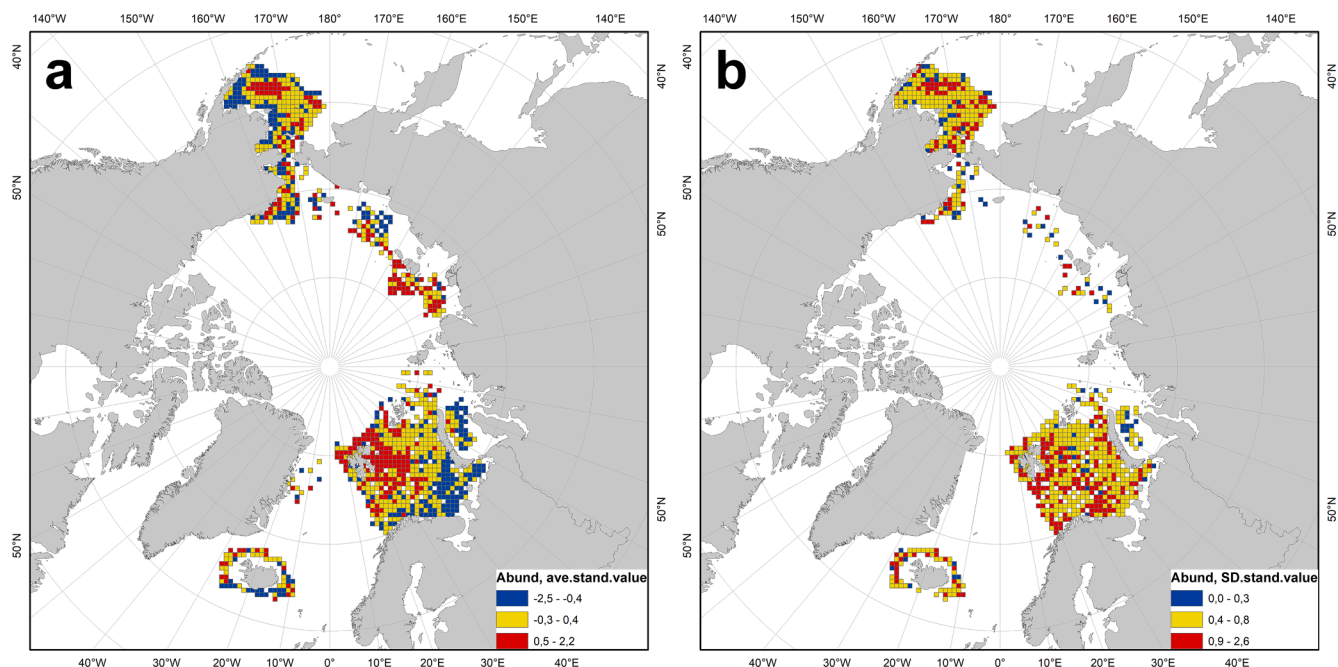 140°W 160°W 170°W 180° 170°E 160°E 140°E
140°W 160°W 170°W 180° 170°E 160°E 140°E
a
b
40°N 40°N 40°N 40°N
50°N 50°N 50°N 50°N
50°N 50°N 50°N 50°N
Abund, ave.stand.value
-2,5 - -0,4
-0,3 - 0,4
0,5 - 2,2
Abund, SD.stand.value
0,0 - 0,3
0,4 - 0,8
0,9 - 2,6
40°W 30°W 20°W 10°W 0° 10°E 20°E 30°E 40°E
40°W 30°W 20°W 10°W 0° 10°E 20°E 30°E 40°E